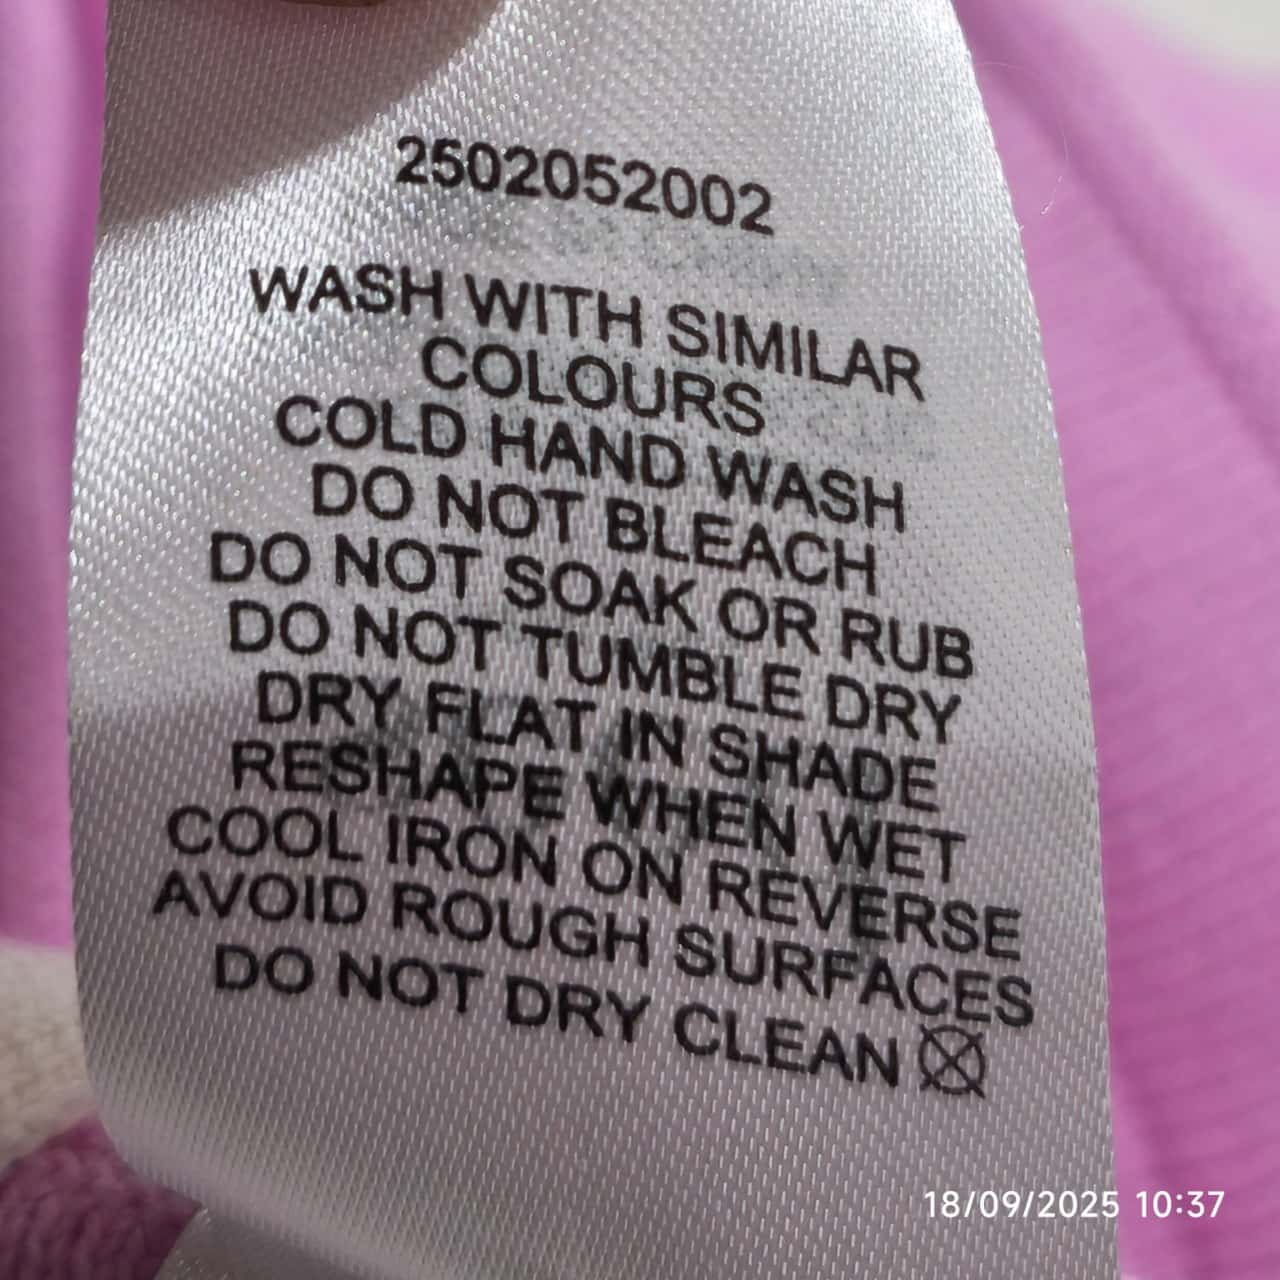 2502052002
WASH WITH SIMILAR
COLOURS
COLD HAND WASH
DO NOT BLEACH
DO NOT SOAK OR RUB
DO NOT TUMBLE DRY
DRY FLAT IN SHADE
RESHAPE WHEN WET
COOL IRON ON REVERSE
AVOID ROUGH SURFACES
DO NOT DRY CLEAN
18/09/2025 10:37